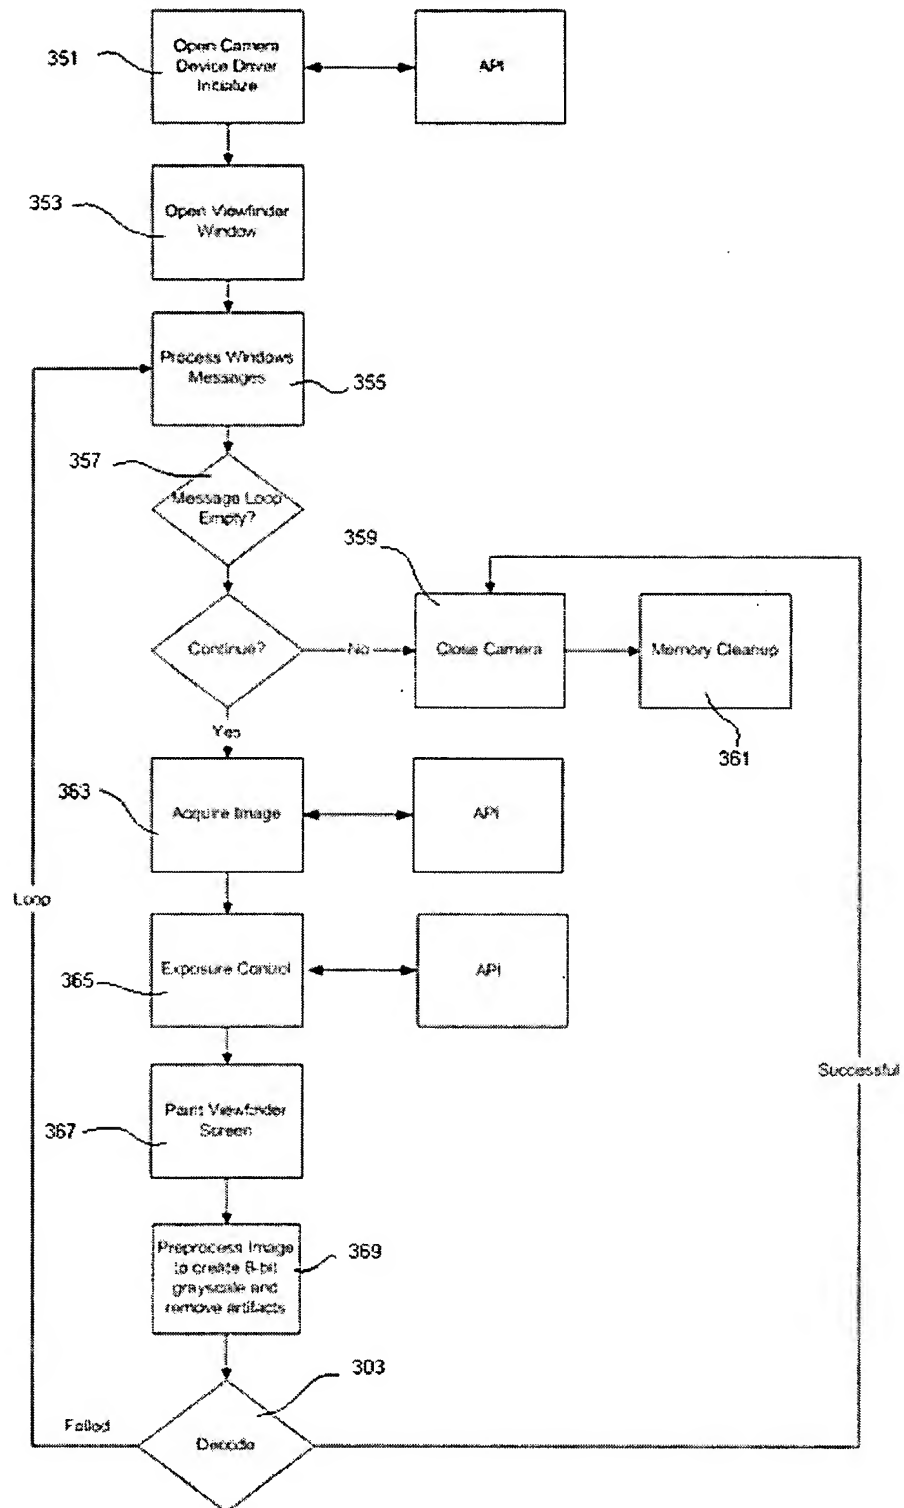 351
Open Camera
Device Driver
Initialize
API
353
Open Viewfinder
Window
Process Windows
Messages
355
357
Message Loop
Empty?
359
Continue?
No
Close Camera
Memory Cleanup
361
Yes
363
Acquire Image
API
Loop
365
Exposure Control
API
Successful
367
Paint Viewfinder
Screen
369
Preprocess Image
to create 8-bit
grayscale and
remove artifacts
303
Failed
Decode